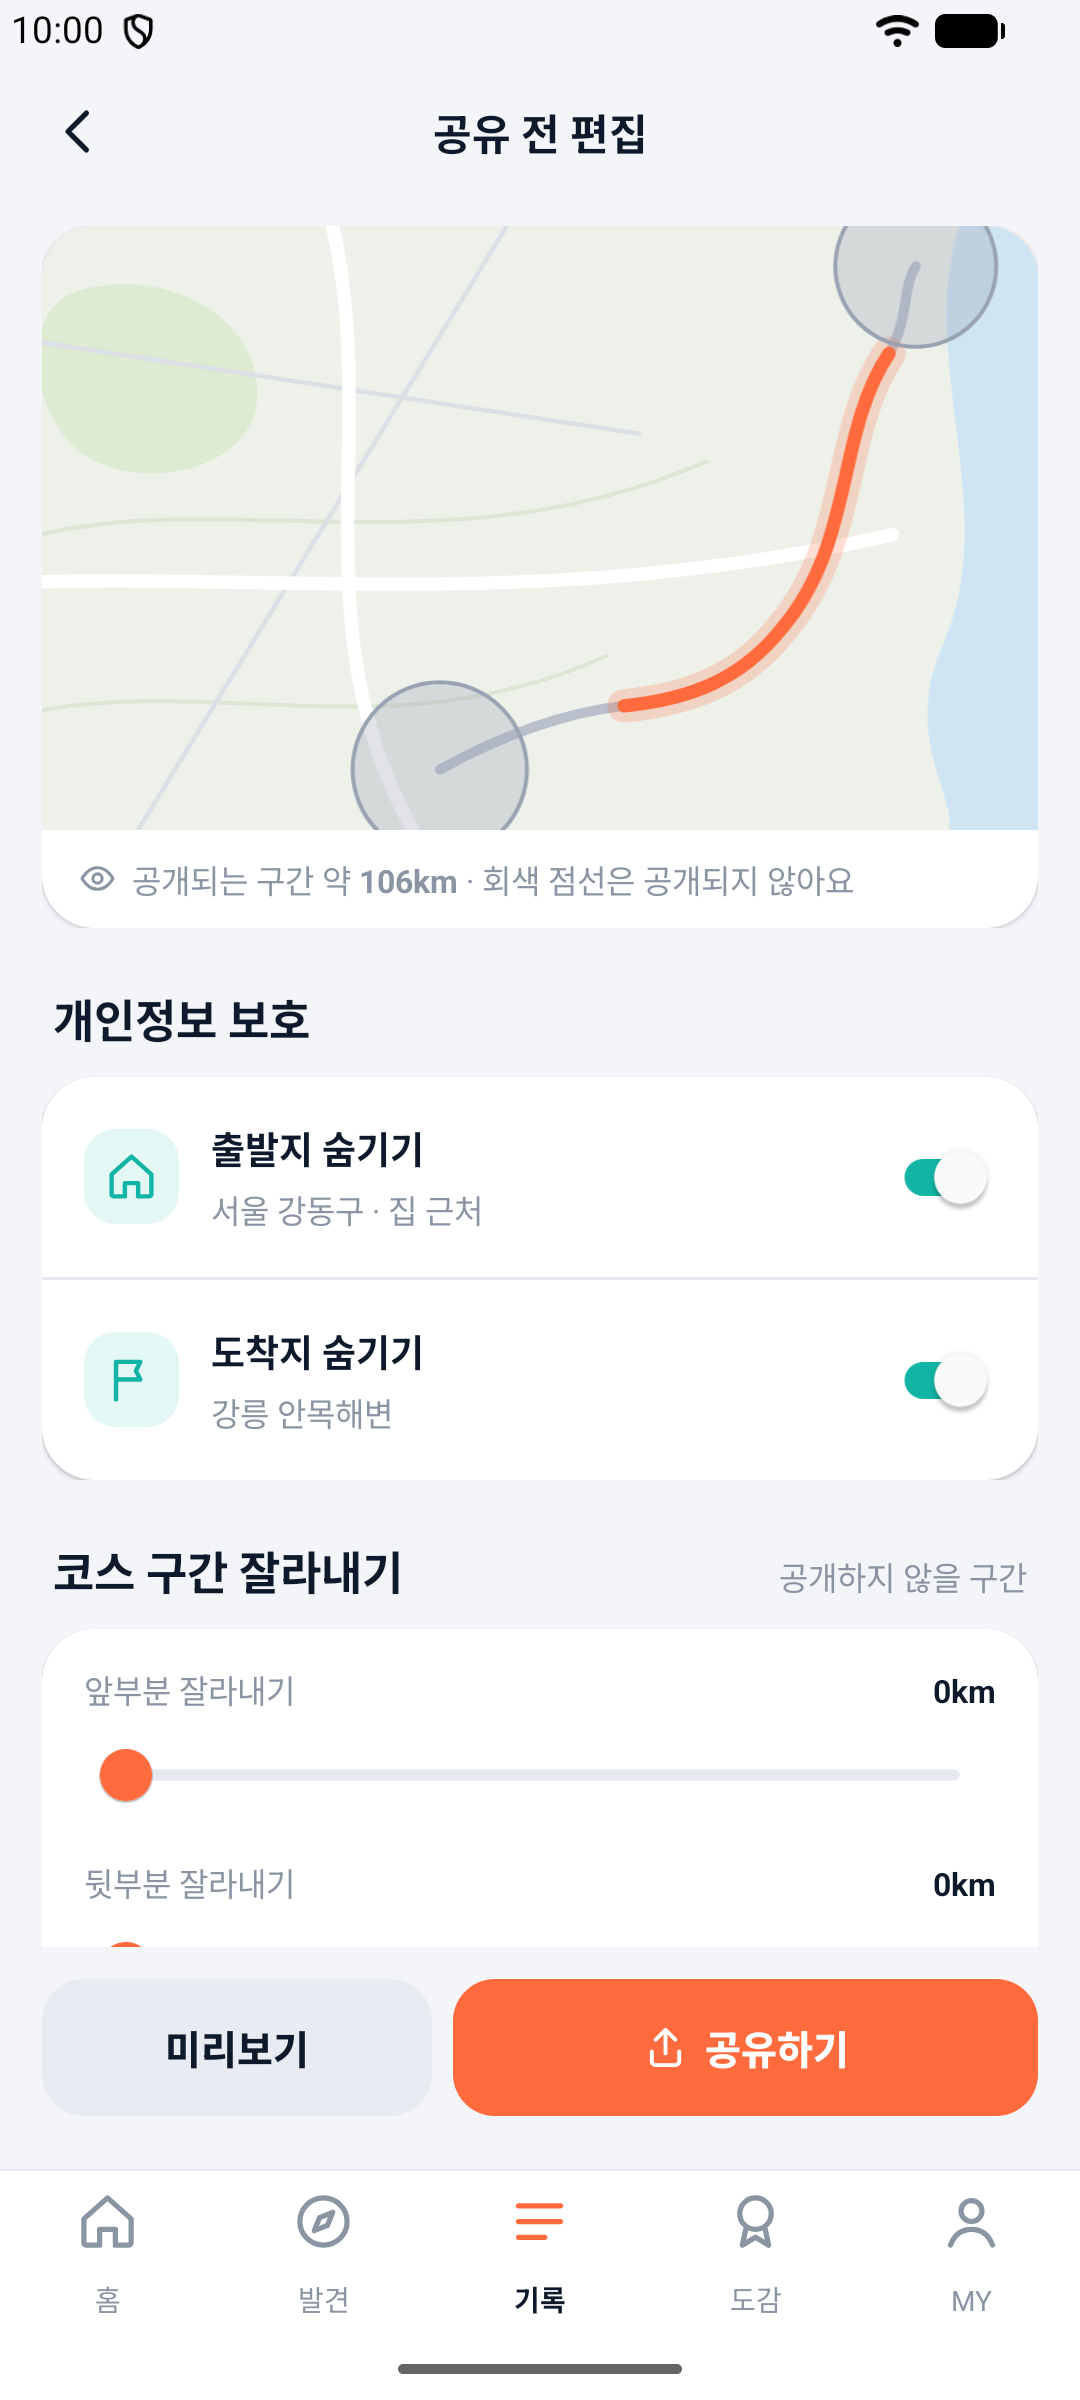 10:00
공유 전 편집
공개되는 구간 약 106km · 회색 점선은 공개되지 않아요
개인정보 보호
출발지 숨기기
서울 강동구 · 집 근처
도착지 숨기기
강릉 안목해변
코스 구간 잘라내기
공개하지 않을 구간
앞부분 잘라내기
0km
뒷부분 잘라내기
0km
미리보기
공유하기
홈
발견
기록
도감
MY